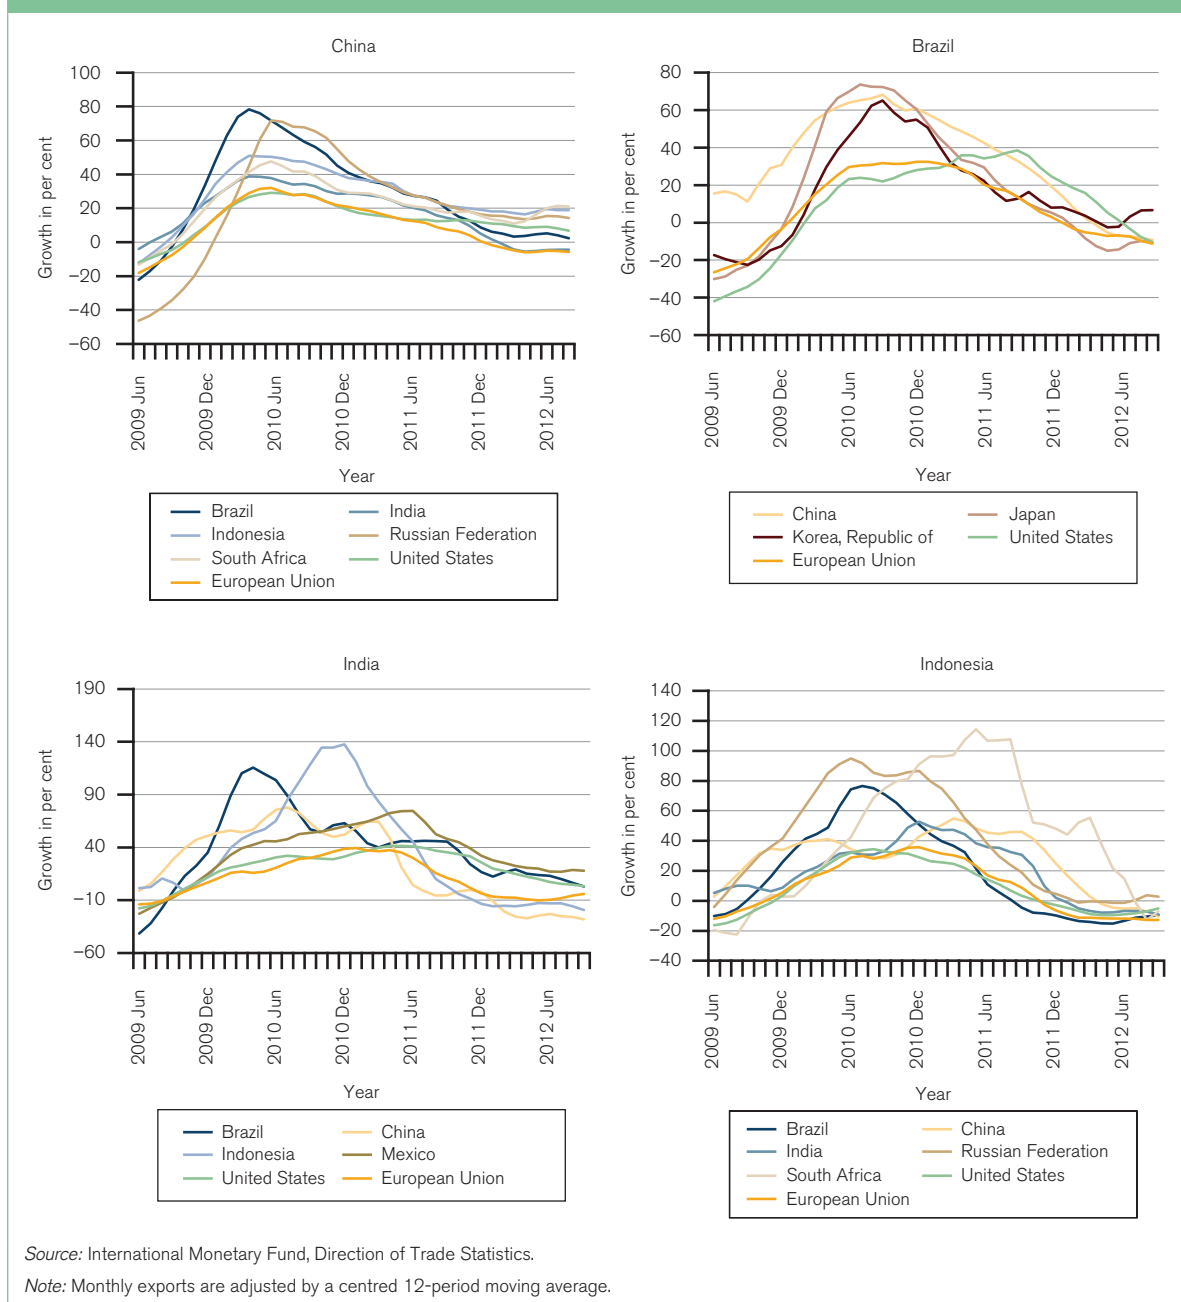 China
Growth in per cent
100
80
60
40
20
0
−20
−40
−60
2009 Jun
2009 Dec
2010 Jun
2010 Dec
2011 Jun
2011 Dec
2012 Jun
Year
Brazil
India
Indonesia
Russian Federation
South Africa
United States
European Union
Brazil
Growth in per cent
80
60
40
20
0
−20
−40
−60
2009 Jun
2009 Dec
2010 Jun
2010 Dec
2011 Jun
2011 Dec
2012 Jun
Year
China
Japan
Korea, Republic of
United States
European Union
India
Growth in per cent
190
140
90
40
−10
−60
2009 Jun
2009 Dec
2010 Jun
2010 Dec
2011 Jun
2011 Dec
2012 Jun
Year
Brazil
China
Indonesia
Mexico
United States
European Union
Indonesia
Growth in per cent
140
120
100
80
60
40
20
0
−20
−40
2009 Jun
2009 Dec
2010 Jun
2010 Dec
2011 Jun
2011 Dec
2012 Jun
Year
Brazil
China
India
Russian Federation
South Africa
United States
European Union
Source: International Monetary Fund, Direction of Trade Statistics.
Note: Monthly exports are adjusted by a centred 12-period moving average.